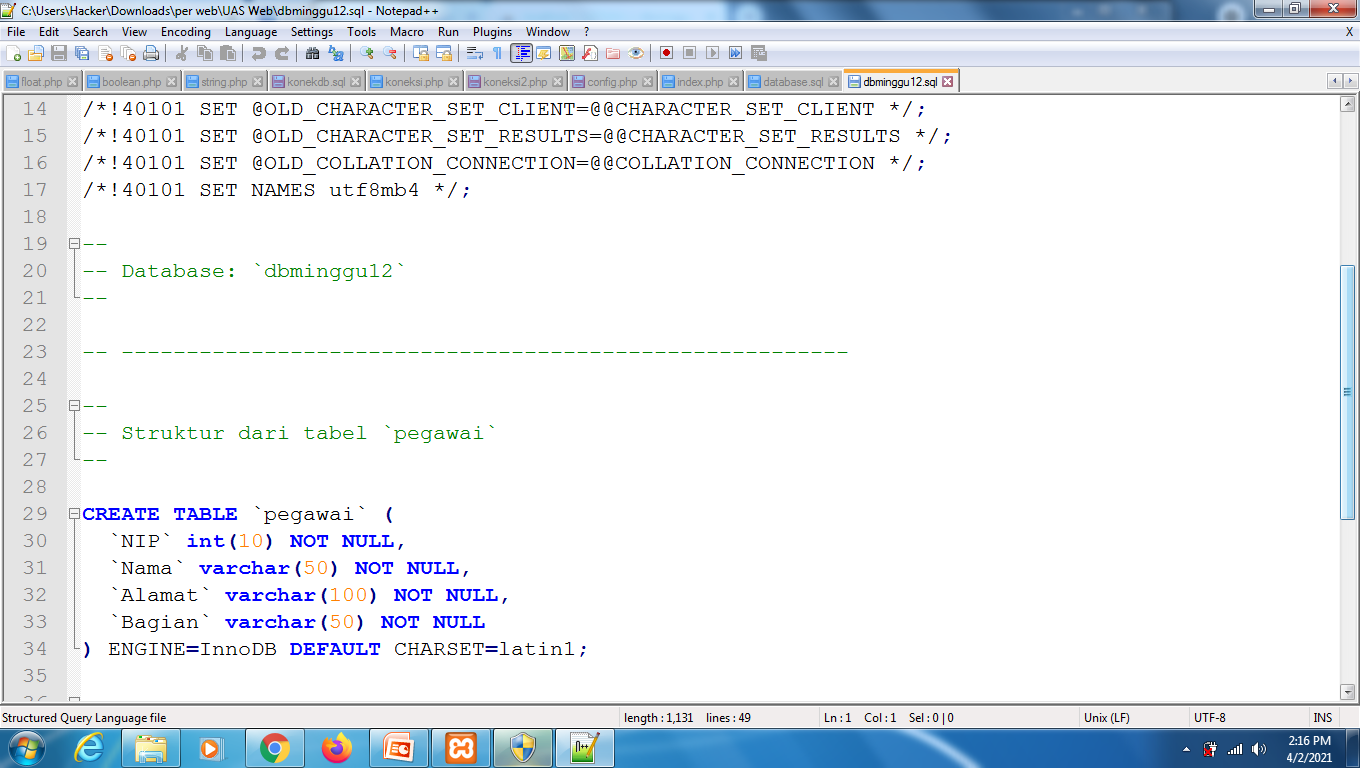 C:\Users\Hacker\Downloads\per web\UAS Web\dbminggu12.sql - Notepad++
File Edit Search View Encoding Language Settings Tools Macro Run Plugins Window ? X
float.php boolean.php string.php konekdb.sql koneksi.php koneksi2.php config.php index.php database.sql dbminggu12.sql
14 /*!40101 SET @OLD_CHARACTER_SET_CLIENT=@@CHARACTER_SET_CLIENT */;
15 /*!40101 SET @OLD_CHARACTER_SET_RESULTS=@@CHARACTER_SET_RESULTS */;
16 /*!40101 SET @OLD_COLLATION_CONNECTION=@@COLLATION_CONNECTION */;
17 /*!40101 SET NAMES utf8mb4 */;
18
19 --
20 -- Database: `dbminggu12`
21 --
22
23 -- --------------------------------------------------------
24
25 --
26 -- Struktur dari tabel `pegawai`
27 --
28
29 CREATE TABLE `pegawai` (
30 `NIP` int(10) NOT NULL,
31 `Nama` varchar(50) NOT NULL,
32 `Alamat` varchar(100) NOT NULL,
33 `Bagian` varchar(50) NOT NULL
34 ) ENGINE=InnoDB DEFAULT CHARSET=latin1;
35
Structured Query Language file length : 1,131 lines : 49 Ln : 1 Col : 1 Sel : 0 | 0 Unix (LF) UTF-8 INS
2:16 PM
4/2/2021